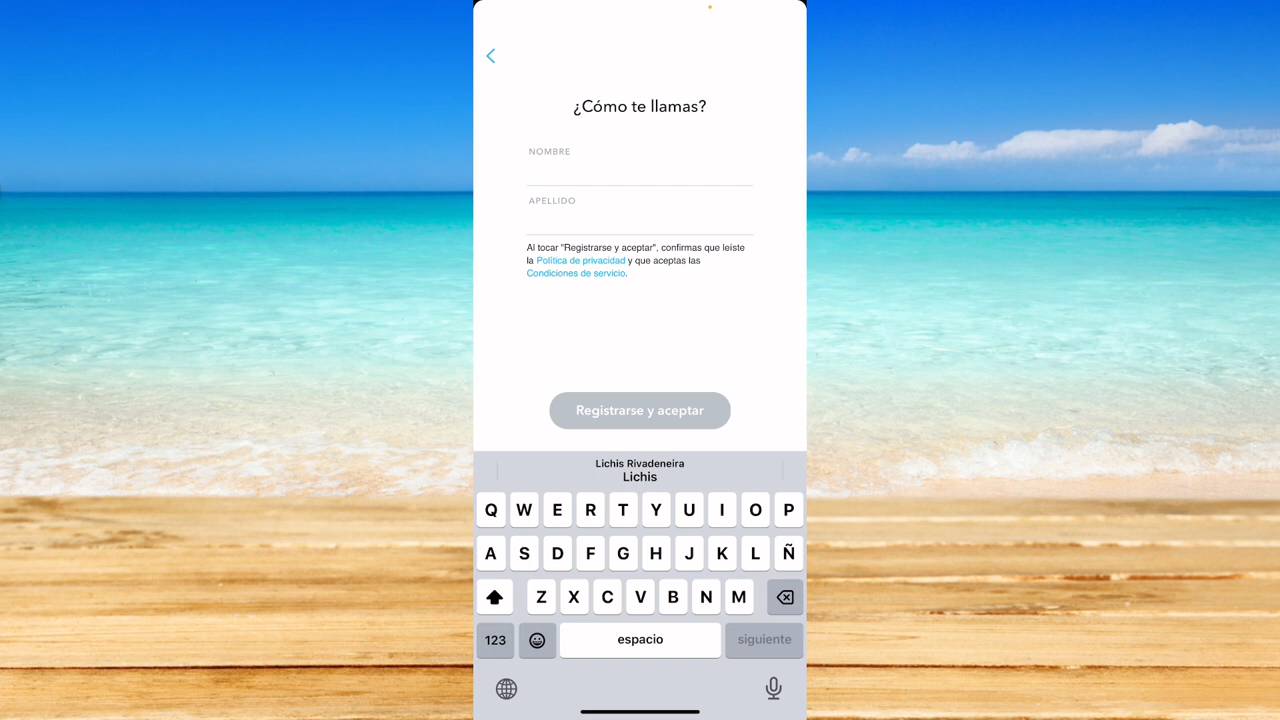 ¿Cómo te llamas?
NOMBRE
APELLIDO
Al tocar "Registrarse y aceptar", confirmas que leíste
la Política de privacidad y que aceptas las
Condiciones de servicio.
Registrarse y aceptar
Lichis Rivadeneira
Lichis
Q W E R T Y U I O P
A S D F G H J K L Ñ
Z X C V B N M
123 espacio siguiente